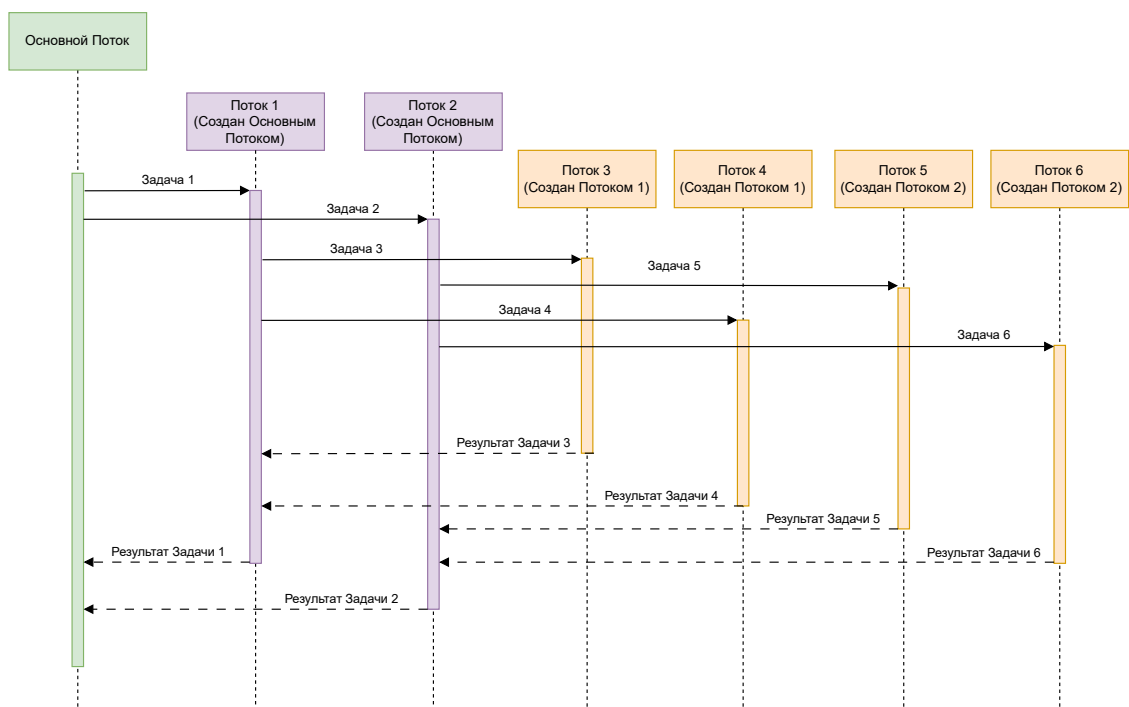 Основной Поток
Поток 1
(Создан Основным
Потоком)
Поток 2
(Создан Основным
Потоком)
Поток 3
(Создан Потоком 1)
Поток 4
(Создан Потоком 1)
Поток 5
(Создан Потоком 2)
Поток 6
(Создан Потоком 2)
Задача 1
Задача 2
Задача 3
Задача 5
Задача 4
Задача 6
Результат Задачи 3
Результат Задачи 4
Результат Задачи 5
Результат Задачи 1
Результат Задачи 6
Результат Задачи 2